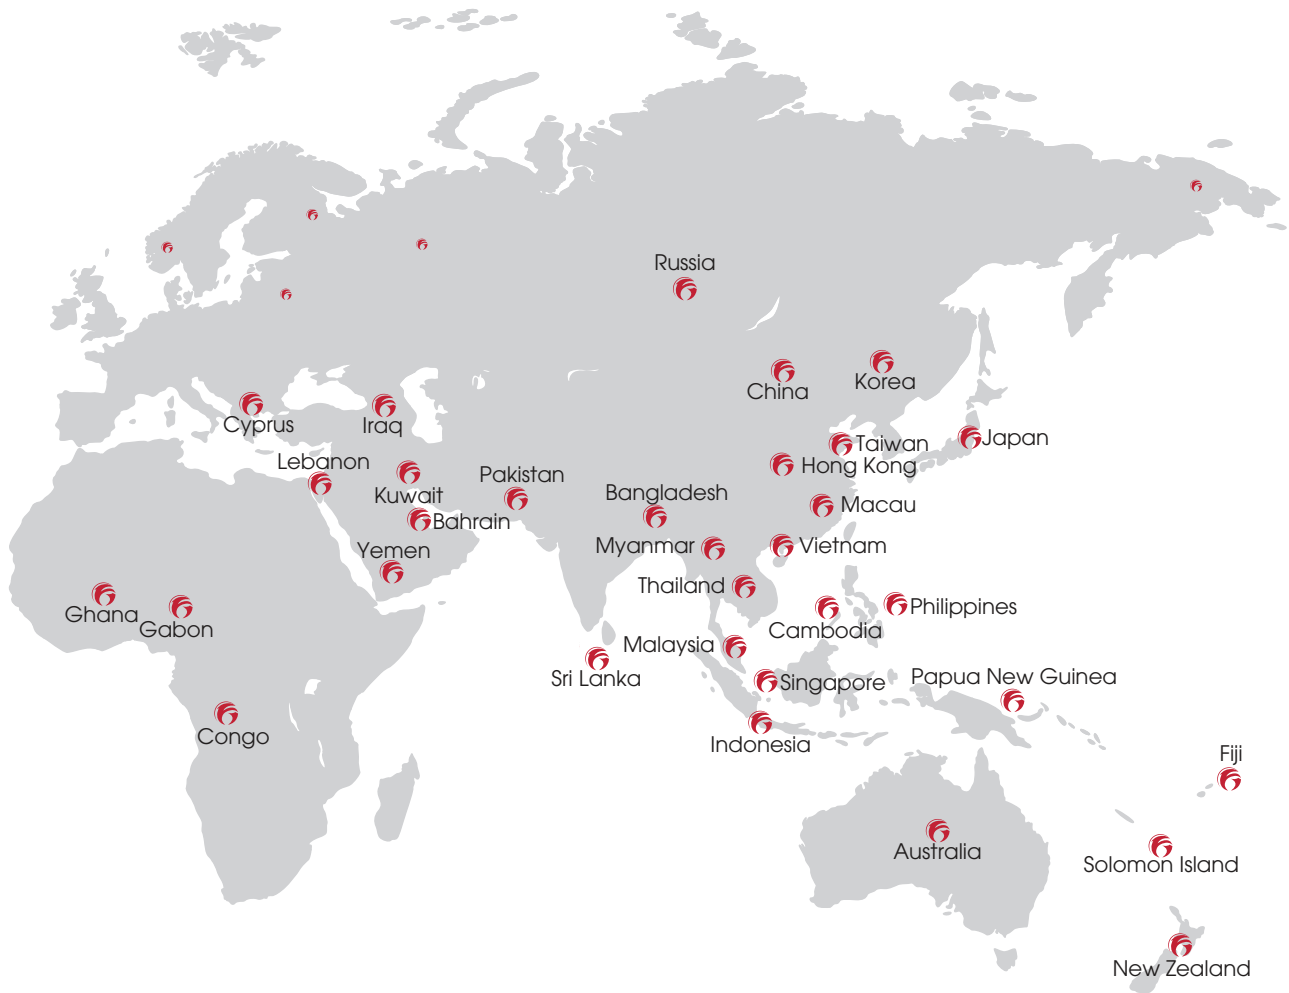 Russia
China
Korea
Cyprus
Iraq
Taiwan
Japan
Lebanon
Hong Kong
Pakistan
Kuwait
Bangladesh
Macau
Bahrain
Myanmar
Vietnam
Yemen
Thailand
Ghana
Gabon
Philippines
Cambodia
Malaysia
Sri Lanka
Singapore
Papua New Guinea
Congo
Indonesia
Fiji
Australia
Solomon Island
New Zealand